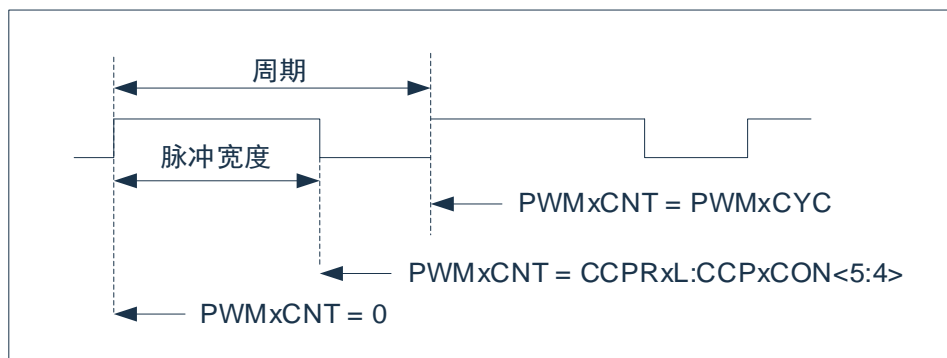 周期
脉冲宽度
PWMxCNT = PWMxCYC
PWMxCNT = CCPRxL:CCPxCON<5:4>
PWMxCNT = 0